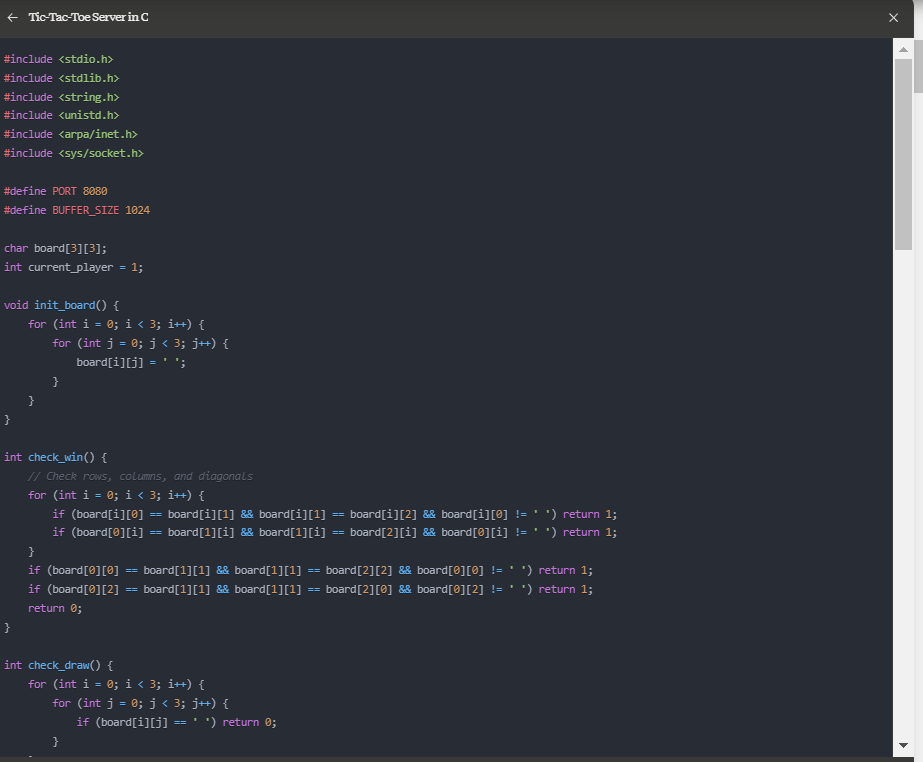 Tic-Tac-Toe Server in C
#include <stdio.h>
#include <stdlib.h>
#include <string.h>
#include <unistd.h>
#include <arpa/inet.h>
#include <sys/socket.h>
#define PORT 8080
#define BUFFER_SIZE 1024
char board[3][3];
int current_player = 1;
void init_board() {
    for (int i = 0; i < 3; i++) {
        for (int j = 0; j < 3; j++) {
            board[i][j] = ' ';
        }
    }
}
int check_win() {
    // Check rows, columns, and diagonals
    for (int i = 0; i < 3; i++) {
        if (board[i][0] == board[i][1] && board[i][1] == board[i][2] && board[i][0] != ' ') return 1;
        if (board[0][i] == board[1][i] && board[1][i] == board[2][i] && board[0][i] != ' ') return 1;
    }
    if (board[0][0] == board[1][1] && board[1][1] == board[2][2] && board[0][0] != ' ') return 1;
    if (board[0][2] == board[1][1] && board[1][1] == board[2][0] && board[0][2] != ' ') return 1;
    return 0;
}
int check_draw() {
    for (int i = 0; i < 3; i++) {
        for (int j = 0; j < 3; j++) {
            if (board[i][j] == ' ') return 0;
        }